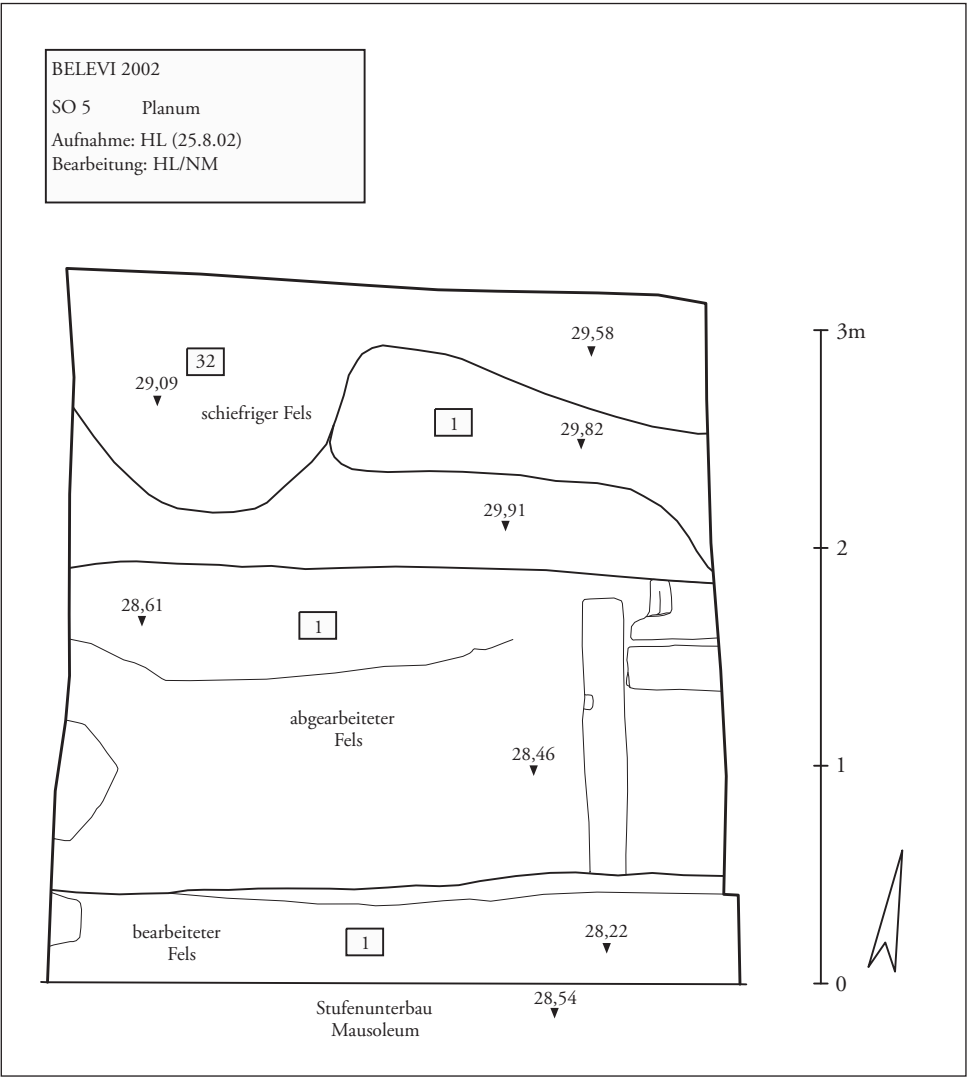 BELEVI 2002
SO 5 Planum
Aufnahme: HL (25.8.02)
Bearbeitung: HL/NM
29,58
3m
32
29,09
schiefriger Fels
1
29,82
29,91
2
28,61
1
abgearbeiteter
Fels
28,46
1
bearbeiteter
Fels
1
28,22
0
Stufenunterbau
Mausoleum
28,54